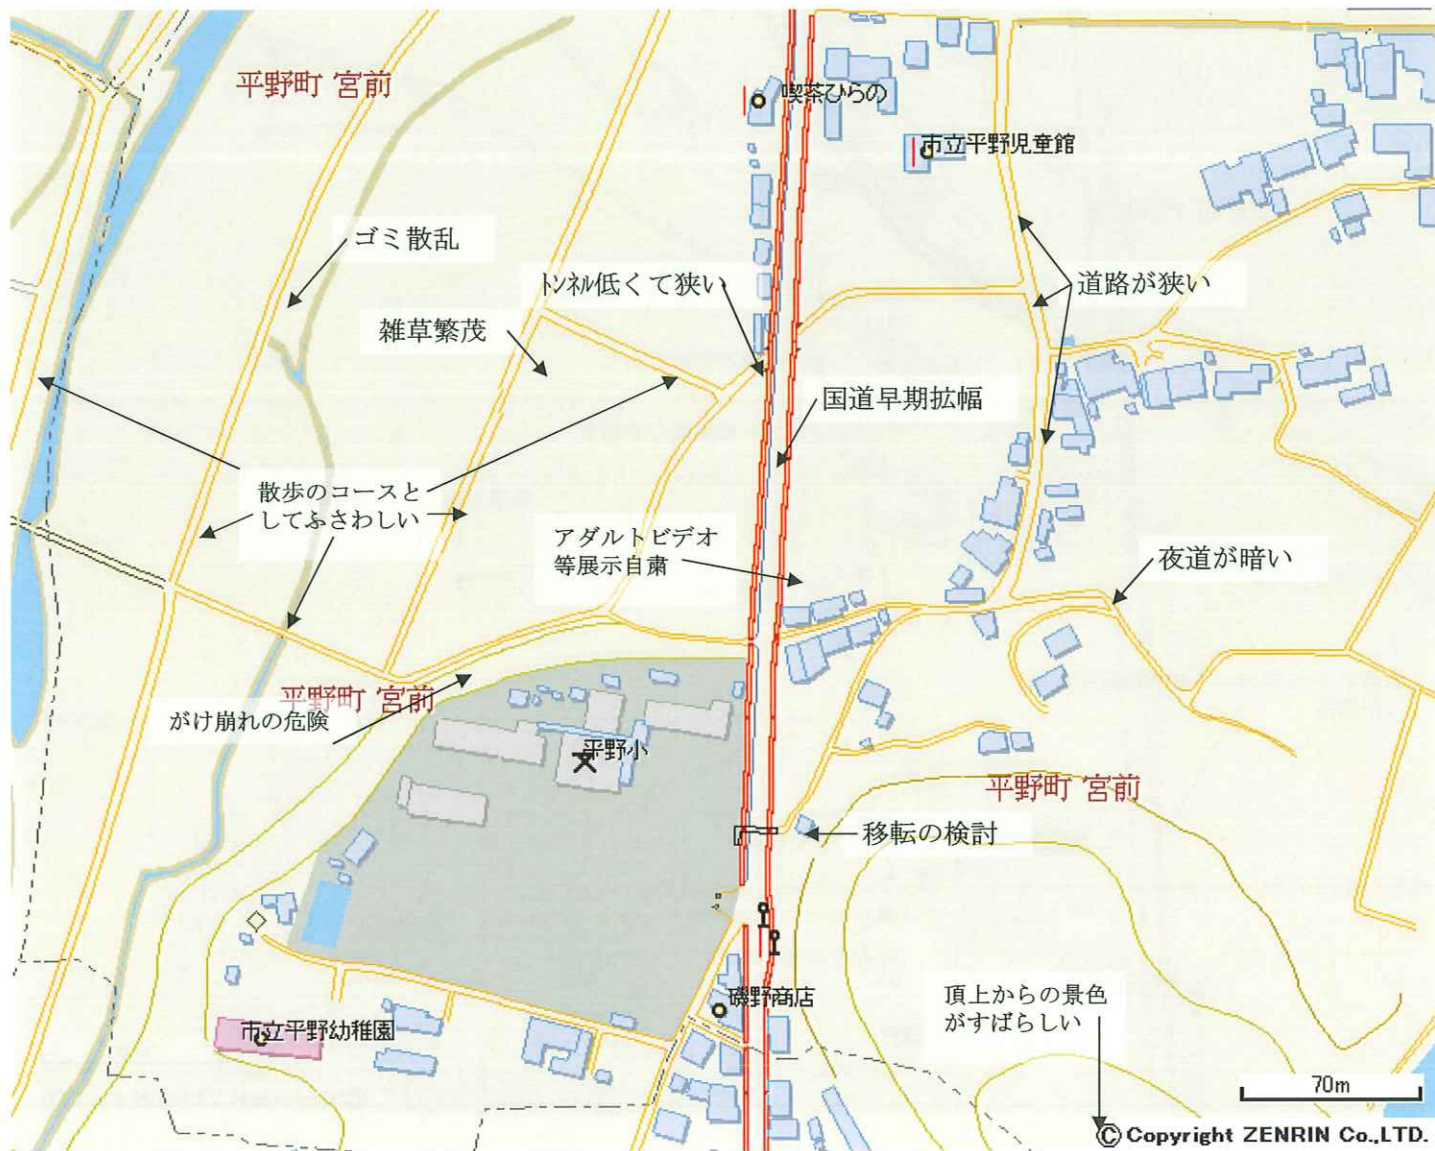 平野町 宮前
喫茶ひらの
市立平野児童館
ゴミ散乱
トンネル低くて狭い
道路が狭い
雑草繁茂
国道早期拡幅
散歩のコースと
してふさわしい
アダルトビデオ
等展示自粛
夜道が暗い
平野町 宮前
がけ崩れの危険
平野小
平野町 宮前
移転の検討
頂上からの景色
がすばらしい
磯野商店
市立平野幼稚園
70m
© Copyright ZENRIN Co.,LTD.